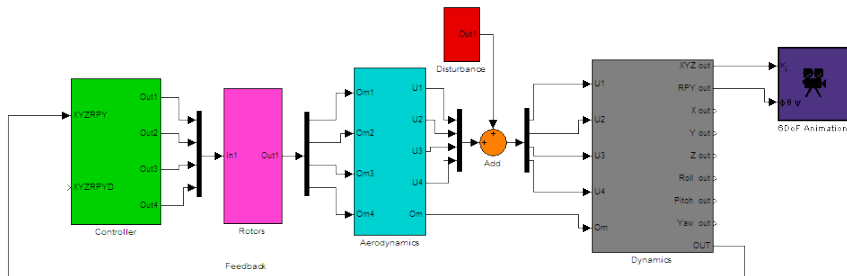 XYZRPY
XYZRPYD
Out1
Out2
Out3
Out4
Controller
In1
Out1
Rotors
Feedback
Om1
Om2
Om3
Om4
U1
U2
U3
U4
Om
Aerodynamics
Out1
Disturbance
+
+
Add
U1
U2
U3
U4
Om
XYZ out
RPY out
X out
Y out
Z out
Roll out
Pitch out
Yaw out
OUT
Dynamics
ϕ θ ψ
6DoF Animation